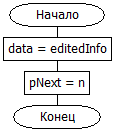 Начало
data = editedInfo
pNext = n
Конец